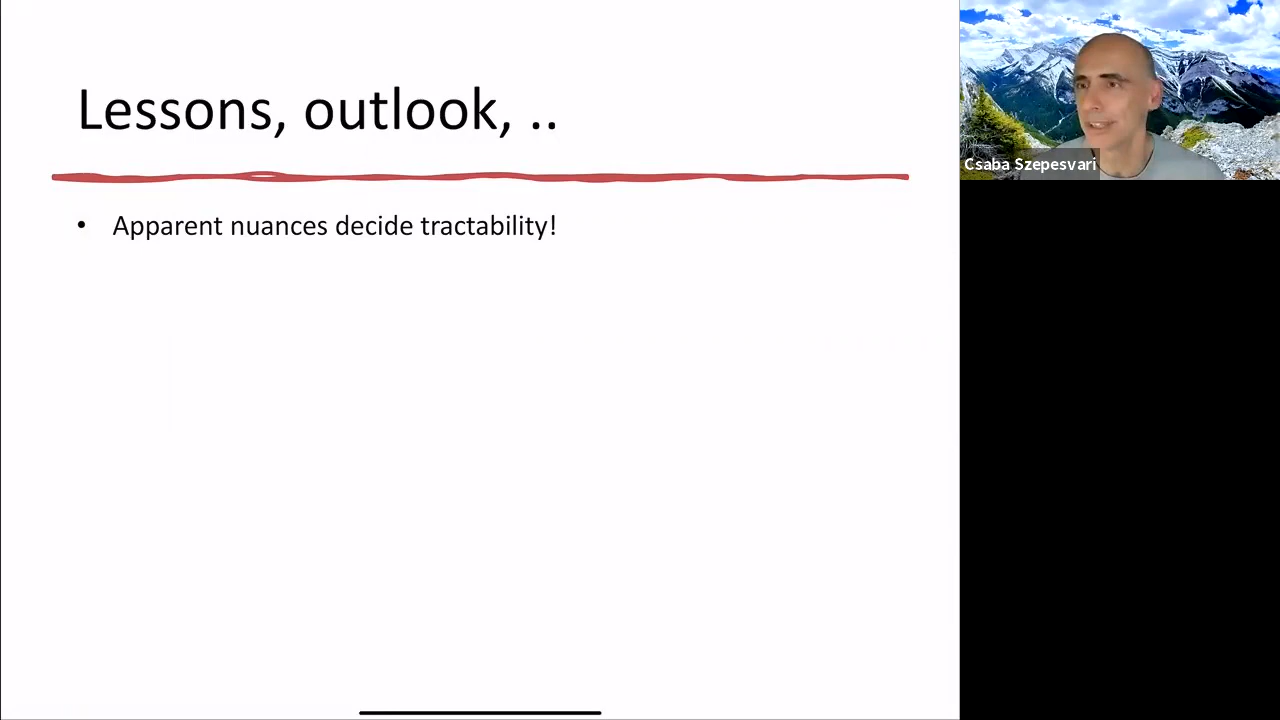 Lessons, outlook, ..
• Apparent nuances decide tractability!
Csaba Szepesvari